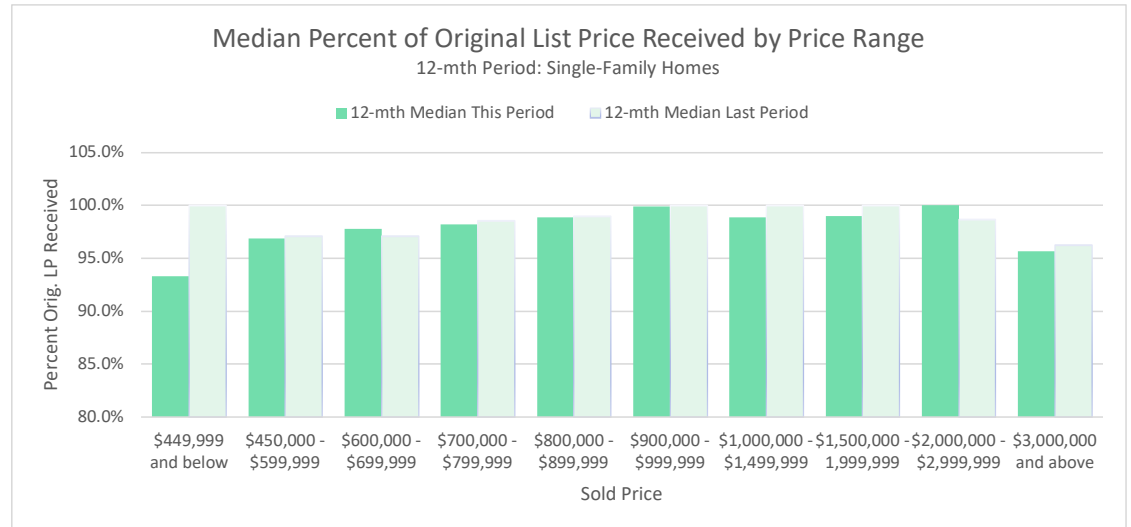 Median Percent of Original List Price Received by Price Range
12-mth Period: Single-Family Homes
12-mth Median This Period
12-mth Median Last Period
Percent Orig. LP Received
105.0%
100.0%
95.0%
90.0%
85.0%
80.0%
$449,999 $450,000 - $600,000 - $700,000 - $800,000 - $900,000 - $1,000,000 - $1,500,000 - $2,000,000 - $3,000,000
and below $599,999 $699,999 $799,999 $899,999 $999,999 $1,499,999 1,999,999 $2,999,999 and above
Sold Price